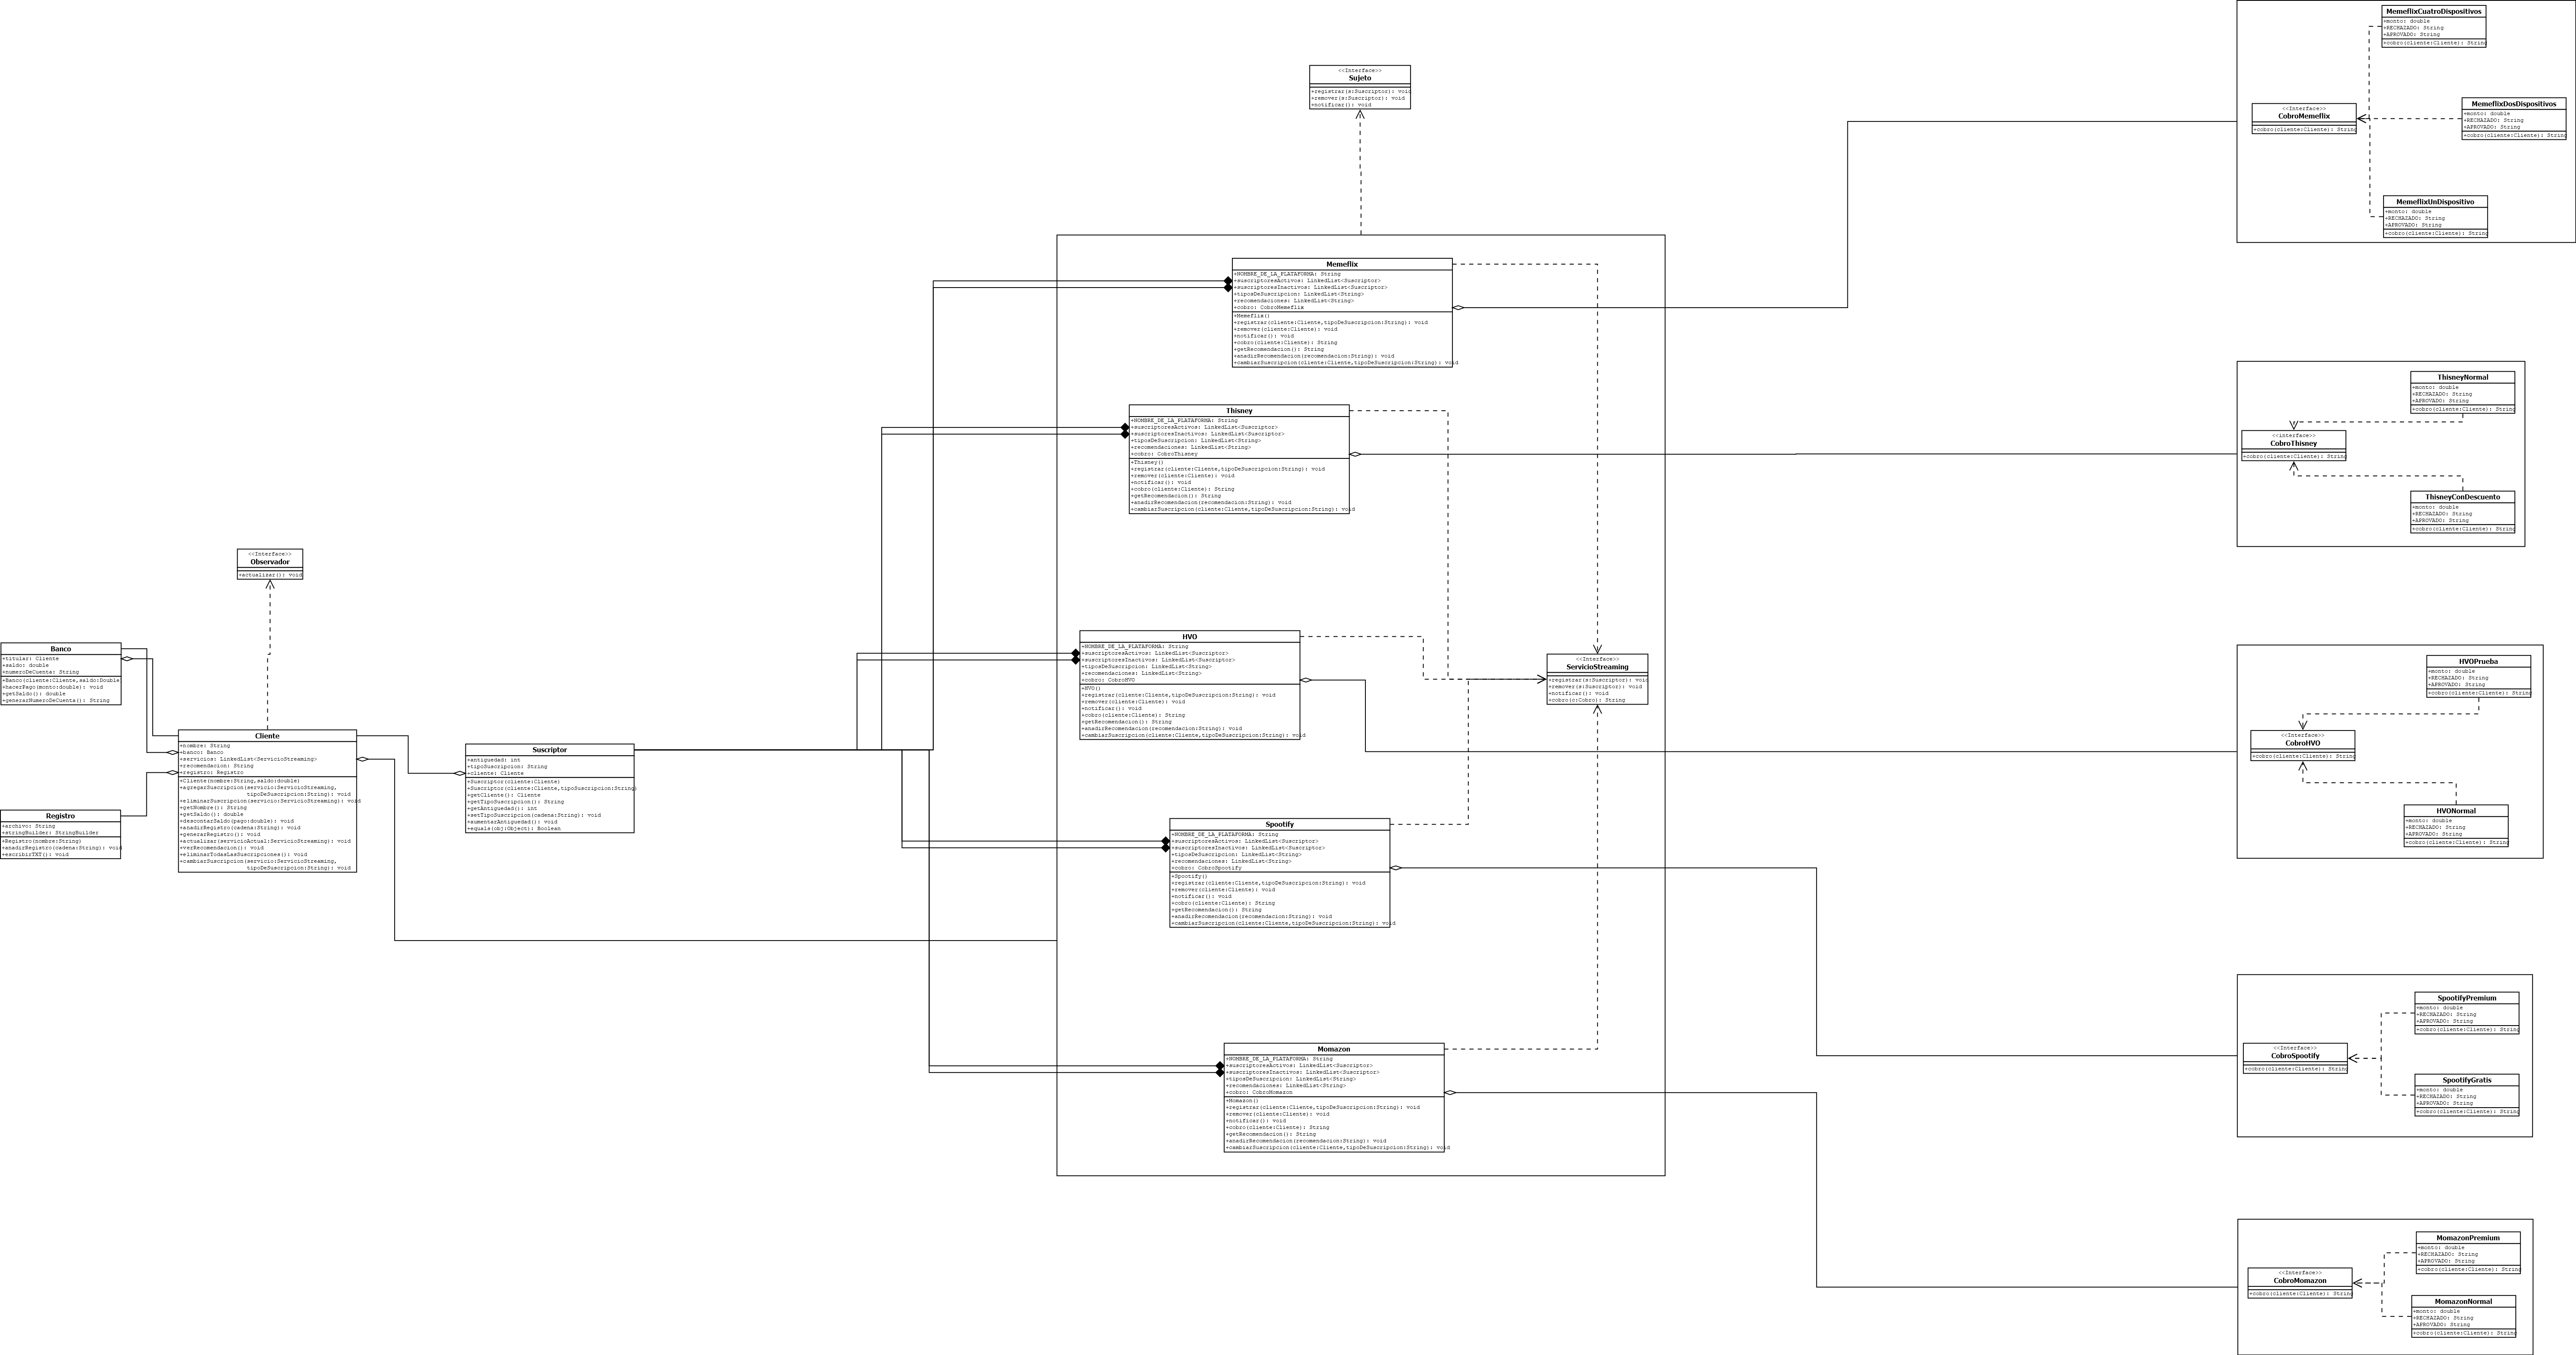 <<Interface>>
Observador
+actualizar(): void
Banco
+titular: Cliente
+saldo: double
+numeroDeCuenta: String
+Banco(cliente:Cliente,saldo:Double
+hacerPago(monto:double): void
+getSaldo(): double
+generarNumeroDeCuenta(): String
Registro
+archivo: String
+stringBuilder: StringBuilder
+Registro(nombre:String)
+anadirRegistro(cadena:String): void
+escribirTXT(): void
Cliente
+nombre: String
+banco: Banco
+servicios: LinkedList<ServicioStreaming>
+recomendacion: String
+registro: Registro
+Cliente(nombre:String,saldo:double)
+agregarSuscripcion(servicio:ServicioStreaming,
tipoDeSuscripcion:String): void
+eliminarSuscripcion(servicio:ServicioStreaming): void
+getNombre(): String
+getSaldo(): double
+descontarSaldo(pago:double): void
+anadirRegistro(cadena:String): void
+generarRegistro(): void
+actualizar(servicioActual:ServicioStreaming): void
+verRecomendacion(): void
+eliminarTodasLasSuscripciones(): void
+cambiarSuscripcion(servicio:ServicioStreaming,
tipoDeSuscripcion:String): void
Suscriptor
+antiguedad: int
+tipoSuscripcion: String
+cliente: Cliente
+Suscriptor(cliente:Cliente)
+Suscriptor(cliente:Cliente,tipoSuscripcion:String)
+getCliente(): Cliente
+getTipoSuscripcion(): String
+getAntiguedad(): int
+setTipoSuscripcion(cadena:String): void
+aumentarAntiguedad(): void
+equals(obj:Object): Boolean
<<Interface>>
Sujeto
+registrar(s:Suscriptor): void
+remover(s:Suscriptor): void
+notificar(): void
Memeflix
+NOMBRE_DE_LA_PLATAFORMA: String
+suscriptoresActivos: LinkedList<Suscriptor>
+suscriptoresInactivos: LinkedList<Suscriptor>
+tiposDeSuscripcion: LinkedList<String>
+recomendaciones: LinkedList<String>
+cobro: CobroMemeflix
+Memeflix()
+registrar(cliente:Cliente,tipoDeSuscripcion:String): void
+remover(cliente:Cliente): void
+notificar(): void
+cobro(cliente:Cliente): String
+getRecomendacion(): String
+anadirRecomendacion(recomendacion:String): void
+cambiarSuscripcion(cliente:Cliente,tipoDeSuscripcion:String): void
Thisney
+NOMBRE_DE_LA_PLATAFORMA: String
+suscriptoresActivos: LinkedList<Suscriptor>
+suscriptoresInactivos: LinkedList<Suscriptor>
+tiposDeSuscripcion: LinkedList<String>
+recomendaciones: LinkedList<String>
+cobro: CobroThisney
+Thisney()
+registrar(cliente:Cliente,tipoDeSuscripcion:String): void
+remover(cliente:Cliente): void
+notificar(): void
+cobro(cliente:Cliente): String
+getRecomendacion(): String
+anadirRecomendacion(recomendacion:String): void
+cambiarSuscripcion(cliente:Cliente,tipoDeSuscripcion:String): void
HVO
+NOMBRE_DE_LA_PLATAFORMA: String
+suscriptoresActivos: LinkedList<Suscriptor>
+suscriptoresInactivos: LinkedList<Suscriptor>
+tiposDeSuscripcion: LinkedList<String>
+recomendaciones: LinkedList<String>
+cobro: CobroHVO
+HVO()
+registrar(cliente:Cliente,tipoDeSuscripcion:String): void
+remover(cliente:Cliente): void
+notificar(): void
+cobro(cliente:Cliente): String
+getRecomendacion(): String
+anadirRecomendacion(recomendacion:String): void
+cambiarSuscripcion(cliente:Cliente,tipoDeSuscripcion:String): void
<<Interface>>
ServicioStreaming
+registrar(s:Suscriptor): void
+remover(s:Suscriptor): void
+notificar(): void
+cobro(c:Cobro): String
Spootify
+NOMBRE_DE_LA_PLATAFORMA: String
+suscriptoresActivos: LinkedList<Suscriptor>
+suscriptoresInactivos: LinkedList<Suscriptor>
+tiposDeSuscripcion: LinkedList<String>
+recomendaciones: LinkedList<String>
+cobro: CobroSpootify
+Spootify()
+registrar(cliente:Cliente,tipoDeSuscripcion:String): void
+remover(cliente:Cliente): void
+notificar(): void
+cobro(cliente:Cliente): String
+getRecomendacion(): String
+anadirRecomendacion(recomendacion:String): void
+cambiarSuscripcion(cliente:Cliente,tipoDeSuscripcion:String): void
Momazon
+NOMBRE_DE_LA_PLATAFORMA: String
+suscriptoresActivos: LinkedList<Suscriptor>
+suscriptoresInactivos: LinkedList<Suscriptor>
+tiposDeSuscripcion: LinkedList<String>
+recomendaciones: LinkedList<String>
+cobro: CobroMomazon
+Momazon()
+registrar(cliente:Cliente,tipoDeSuscripcion:String): void
+remover(cliente:Cliente): void
+notificar(): void
+cobro(cliente:Cliente): String
+getRecomendacion(): String
+anadirRecomendacion(recomendacion:String): void
+cambiarSuscripcion(cliente:Cliente,tipoDeSuscripcion:String): void
MemeflixCuatroDispositivos
+monto: double
+RECHAZADO: String
+APROVADO: String
+cobro(cliente:Cliente): String
<<Interface>>
CobroMemeflix
+cobro(cliente:Cliente): String
MemeflixDosDispositivos
+monto: double
+RECHAZADO: String
+APROVADO: String
+cobro(cliente:Cliente): String
MemeflixUnDispositivo
+monto: double
+RECHAZADO: String
+APROVADO: String
+cobro(cliente:Cliente): String
ThisneyNormal
+monto: double
+RECHAZADO: String
+APROVADO: String
+cobro(cliente:Cliente): String
<<interface>>
CobroThisney
+cobro(cliente:Cliente): String
ThisneyConDescuento
+monto: double
+RECHAZADO: String
+APROVADO: String
+cobro(cliente:Cliente): String
HVOPrueba
+monto: double
+RECHAZADO: String
+APROVADO: String
+cobro(cliente:Cliente): String
<<Interface>>
CobroHVO
+cobro(cliente:Cliente): String
HVONormal
+monto: double
+RECHAZADO: String
+APROVADO: String
+cobro(cliente:Cliente): String
SpootifyPremium
+monto: double
+RECHAZADO: String
+APROVADO: String
+cobro(cliente:Cliente): String
<<Interface>>
CobroSpootify
+cobro(cliente:Cliente): String
SpootifyGratis
+monto: double
+RECHAZADO: String
+APROVADO: String
+cobro(cliente:Cliente): String
MomazonPremium
+monto: double
+RECHAZADO: String
+APROVADO: String
+cobro(cliente:Cliente): String
<<Interface>>
CobroMomazon
+cobro(cliente:Cliente): String
MomazonNormal
+monto: double
+RECHAZADO: String
+APROVADO: String
+cobro(cliente:Cliente): String